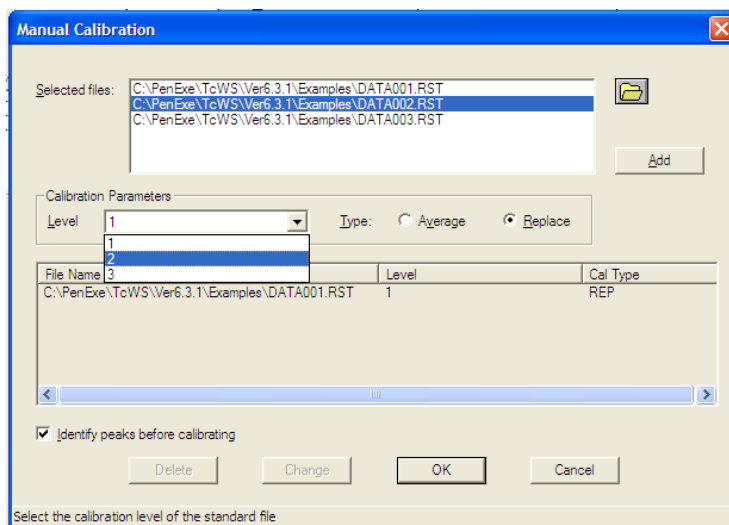 Manual Calibration
Selected files:
C:\PenExe\TcWS\Ver6.3.1\Examples\DATA001.RST
C:\PenExe\TcWS\Ver6.3.1\Examples\DATA002.RST
C:\PenExe\TcWS\Ver6.3.1\Examples\DATA003.RST
Add
Calibration Parameters
Level 1 Type: Average Replace
1
2
3
File Name Level Cal Type
C:\PenExe\TcWS\Ver6.3.1\Examples\DATA001.RST 1 REP
Identify peaks before calibrating
Delete Change OK Cancel
Select the calibration level of the standard file